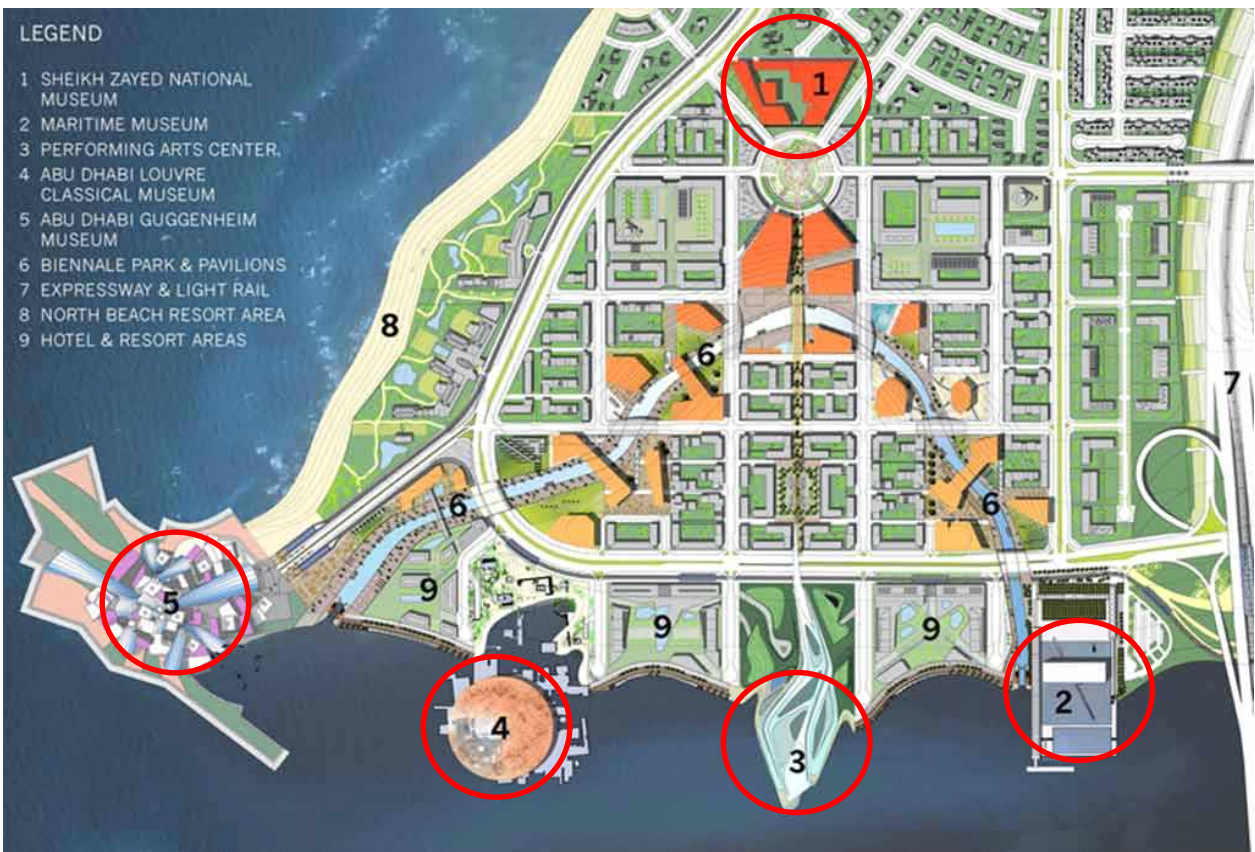 LEGEND
1 SHEIKH ZAYED NATIONAL
MUSEUM
2 MARITIME MUSEUM
3 PERFORMING ARTS CENTER.
4 ABU DHABI LOUVRE
CLASSICAL MUSEUM
5 ABU DHABI GUGGENHEIM
MUSEUM
6 BIENNALE PARK & PAVILIONS
7 EXPRESSWAY & LIGHT RAIL
8 NORTH BEACH RESORT AREA
9 HOTEL & RESORT AREAS
1
8
6
7
6
6
5
9
9
9
4
3
2